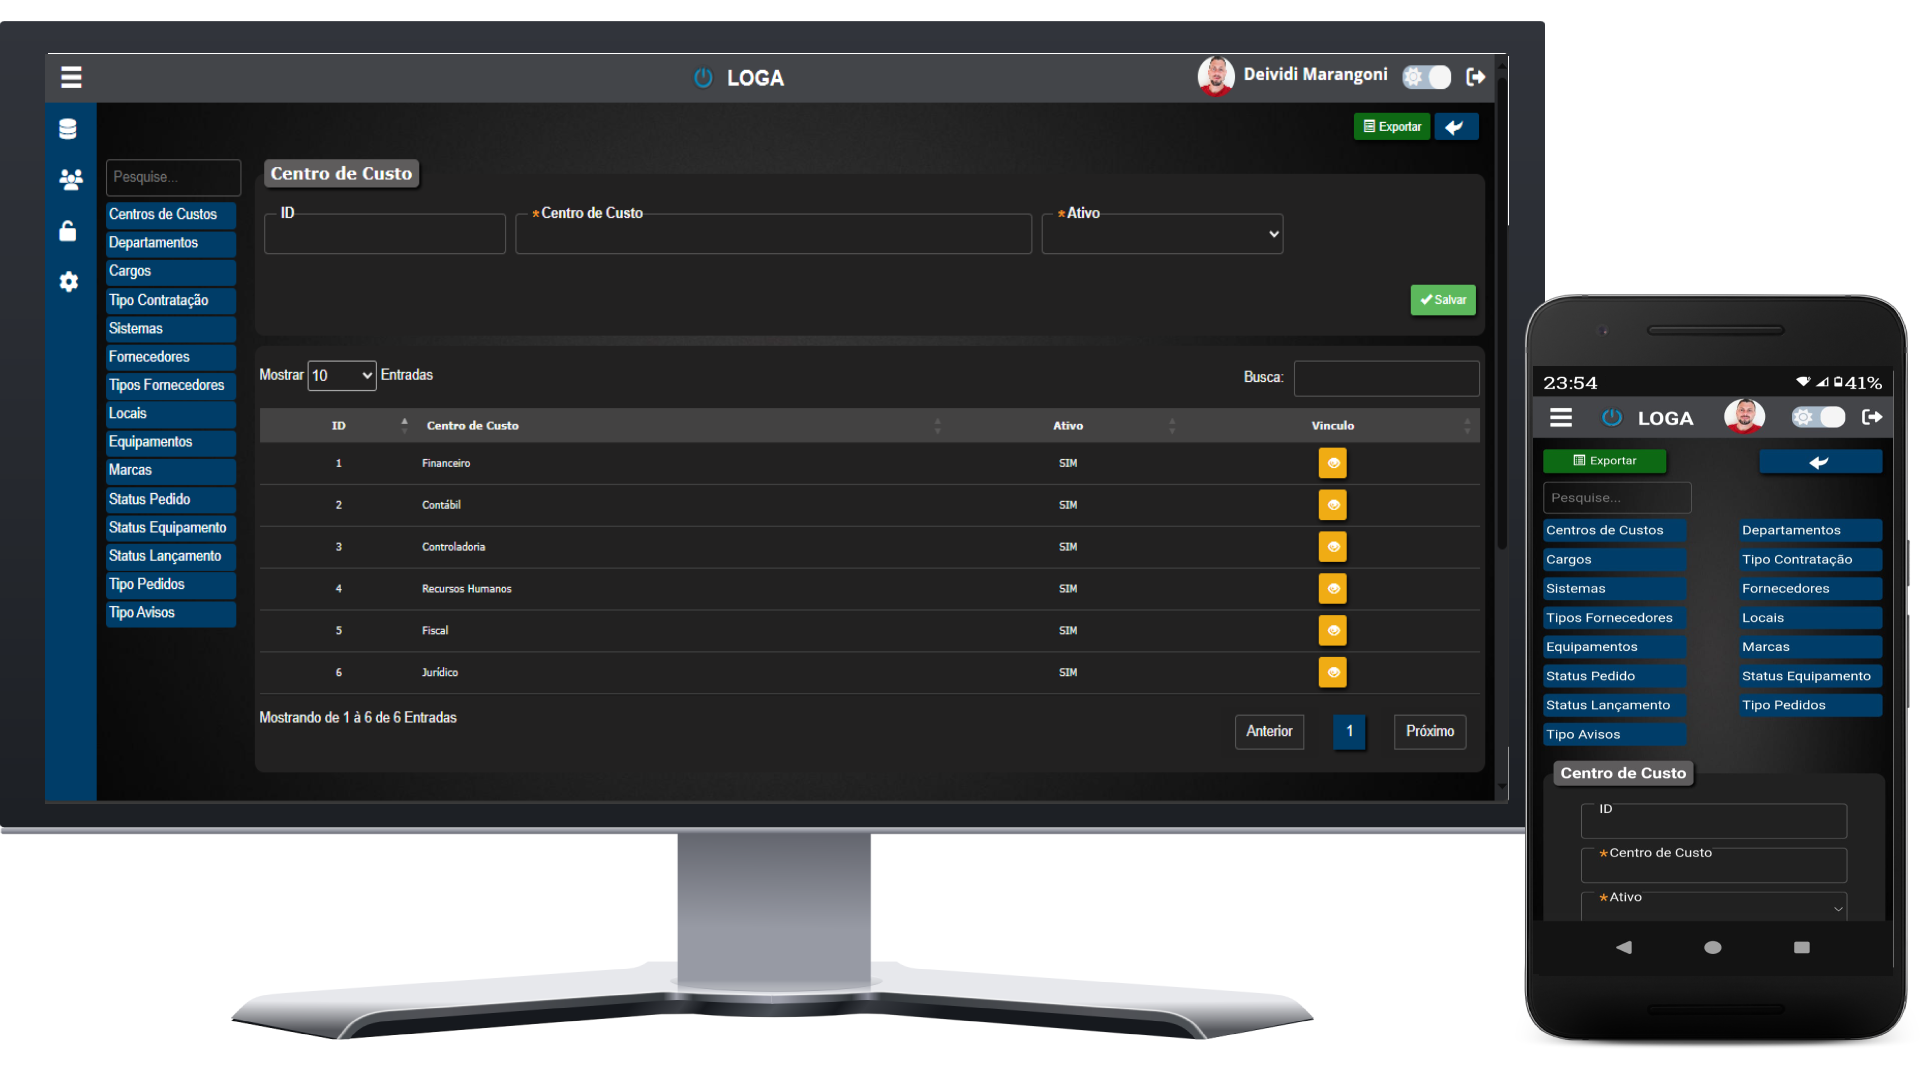 LOGA
Deividi Marangoni
Exportar
Pesquise...
Centros de Custos
Departamentos
Cargos
Tipo Contratação
Sistemas
Fornecedores
Tipos Fornecedores
Locais
Equipamentos
Marcas
Status Pedido
Status Equipamento
Status Lançamento
Tipo Pedidos
Tipo Avisos
Centro de Custo
ID *Centro de Custo *Ativo
Salvar
Mostrar 10 Entradas Busca:
ID Centro de Custo Ativo Vinculo
1 Financeiro SIM
2 Contábil SIM
3 Controladoria SIM
4 Recursos Humanos SIM
5 Fiscal SIM
6 Jurídico SIM
Mostrando de 1 à 6 de 6 Entradas
Anterior 1 Próximo
23:54 41%
LOGA
Exportar
Pesquise...
Centros de Custos Departamentos
Cargos Tipo Contratação
Sistemas Fornecedores
Tipos Fornecedores Locais
Equipamentos Marcas
Status Pedido Status Equipamento
Status Lançamento Tipo Pedidos
Tipo Avisos
Centro de Custo
ID
*Centro de Custo
*Ativo